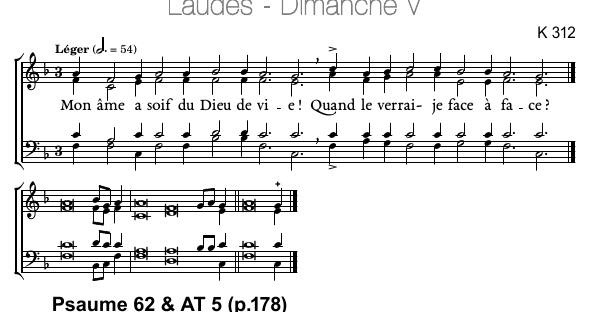 Laudes - Dimanche V
K 312
Léger (𝅗𝅥. = 54)
Mon âme a soif du Dieu de vi - e ! Quand le verrai- je face à fa - ce ?
Psaume 62 & AT 5 (p.178)